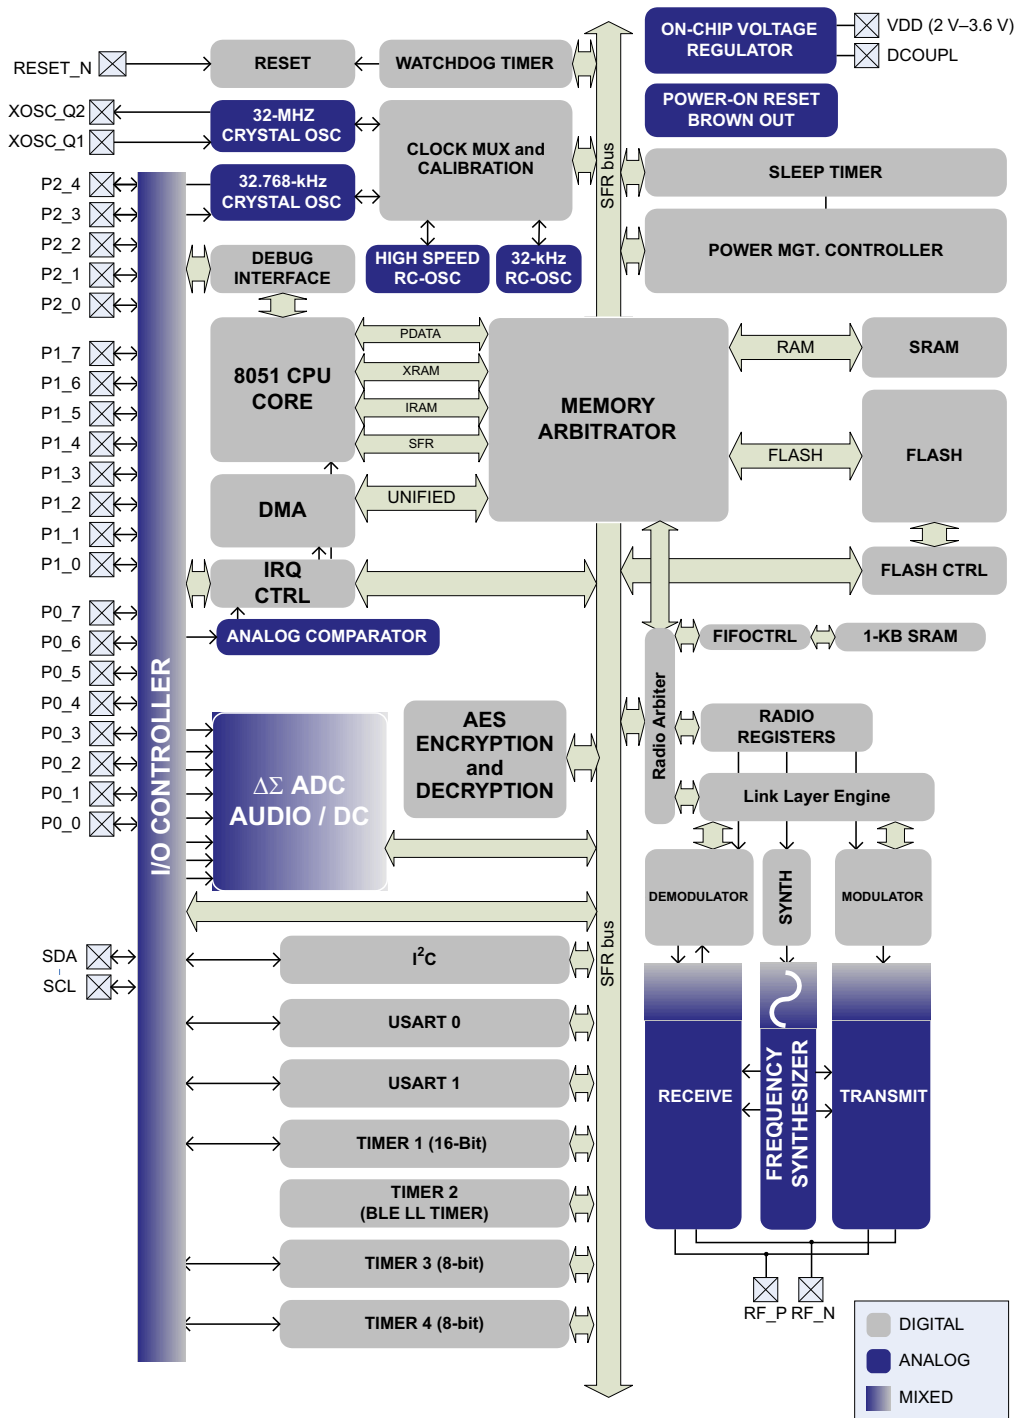 ON-CHIP VOLTAGE
REGULATOR
VDD (2 V–3.6 V)
DCOUPL
RESET_N
RESET
WATCHDOG TIMER
POWER-ON RESET
BROWN OUT
XOSC_Q2
XOSC_Q1
32-MHZ
CRYSTAL OSC
CLOCK MUX and
CALIBRATION
SFR bus
SLEEP TIMER
P2_4
P2_3
P2_2
P2_1
P2_0
32.768-kHz
CRYSTAL OSC
POWER MGT. CONTROLLER
DEBUG
INTERFACE
HIGH SPEED
RC-OSC
32-kHz
RC-OSC
P1_7
P1_6
P1_5
P1_4
P1_3
P1_2
P1_1
P1_0
8051 CPU
CORE
PDATA
XRAM
IRAM
SFR
MEMORY
ARBITRATOR
RAM
SRAM
FLASH
FLASH
DMA
UNIFIED
IRQ
CTRL
FLASH CTRL
P0_7
P0_6
P0_5
P0_4
P0_3
P0_2
P0_1
P0_0
ANALOG COMPARATOR
FIFOCTRL
1-KB SRAM
I/O CONTROLLER
Radio Arbiter
RADIO
REGISTERS
Link Layer Engine
AES
ENCRYPTION
and
DECRYPTION
ΔΣ ADC
AUDIO / DC
DEMODULATOR
SYNTH
MODULATOR
SFR bus
SDA
SCL
I²C
USART 0
USART 1
TIMER 1 (16-Bit)
TIMER 2
(BLE LL TIMER)
TIMER 3 (8-bit)
TIMER 4 (8-bit)
RECEIVE
FREQUENCY
SYNTHESIZER
TRANSMIT
RF_P
RF_N
DIGITAL
ANALOG
MIXED